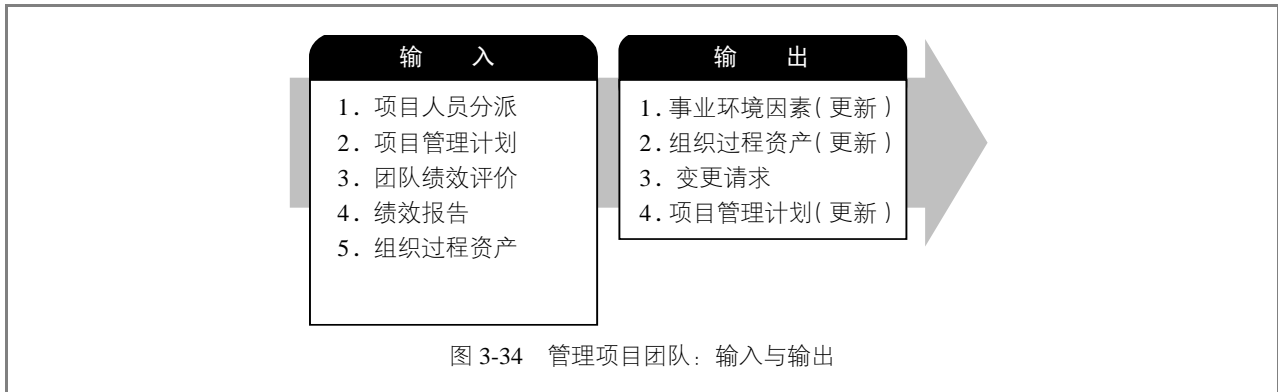 输 入
1. 项目人员分派
2. 项目管理计划
3. 团队绩效评价
4. 绩效报告
5. 组织过程资产
输 出
1. 事业环境因素（更新）
2. 组织过程资产（更新）
3. 变更请求
4. 项目管理计划（更新）
图 3-34 管理项目团队：输入与输出